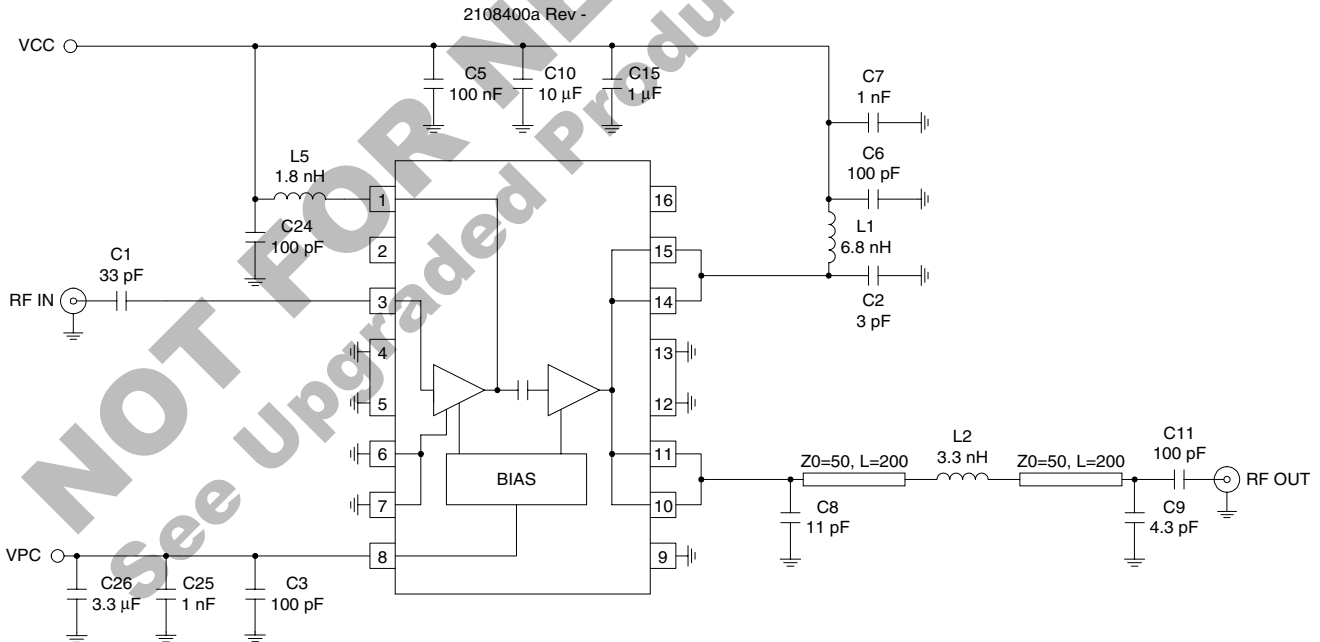 2108400a Rev -
NOT FOR NE
See Upgraded Produ
VCC
C5
100 nF
C10
10 µF
C15
1 µF
C7
1 nF
C6
100 pF
L1
6.8 nH
C2
3 pF
L5
1.8 nH
C24
100 pF
C1
33 pF
RF IN
1
2
3
4
5
6
7
8
16
15
14
13
12
11
10
9
BIAS
VPC
C26
3.3 µF
C25
1 nF
C3
100 pF
C8
11 pF
Z0=50, L=200
L2
3.3 nH
Z0=50, L=200
C11
100 pF
C9
4.3 pF
RF OUT